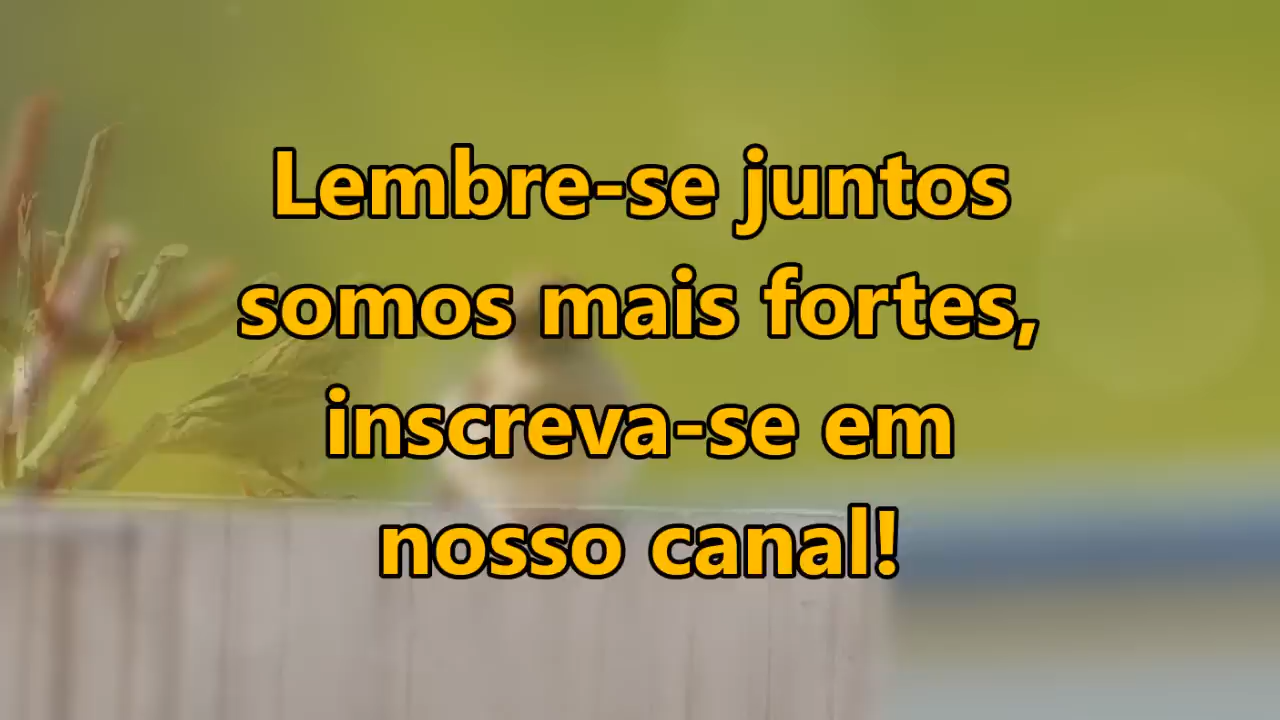 Lembre-se juntos
somos mais fortes,
inscreva-se em
nosso canal!